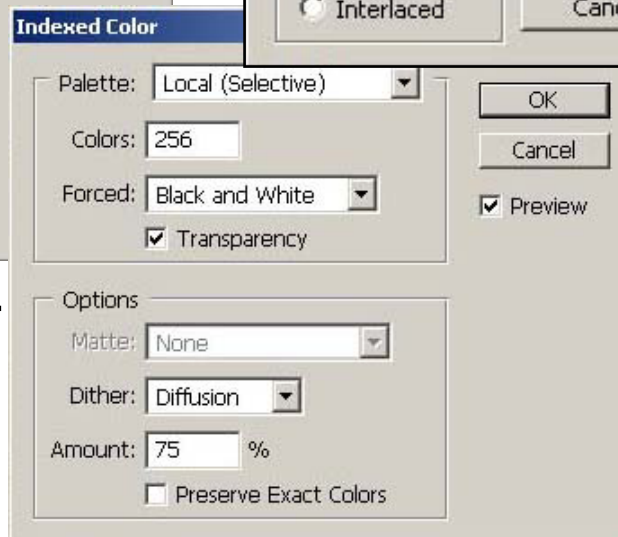 Interlaced
Indexed Color
Palette: Local (Selective)
OK
Colors: 256
Cancel
Forced: Black and White
Preview
Transparency
Options
Matte: None
Dither: Diffusion
Amount: 75 %
Preserve Exact Colors